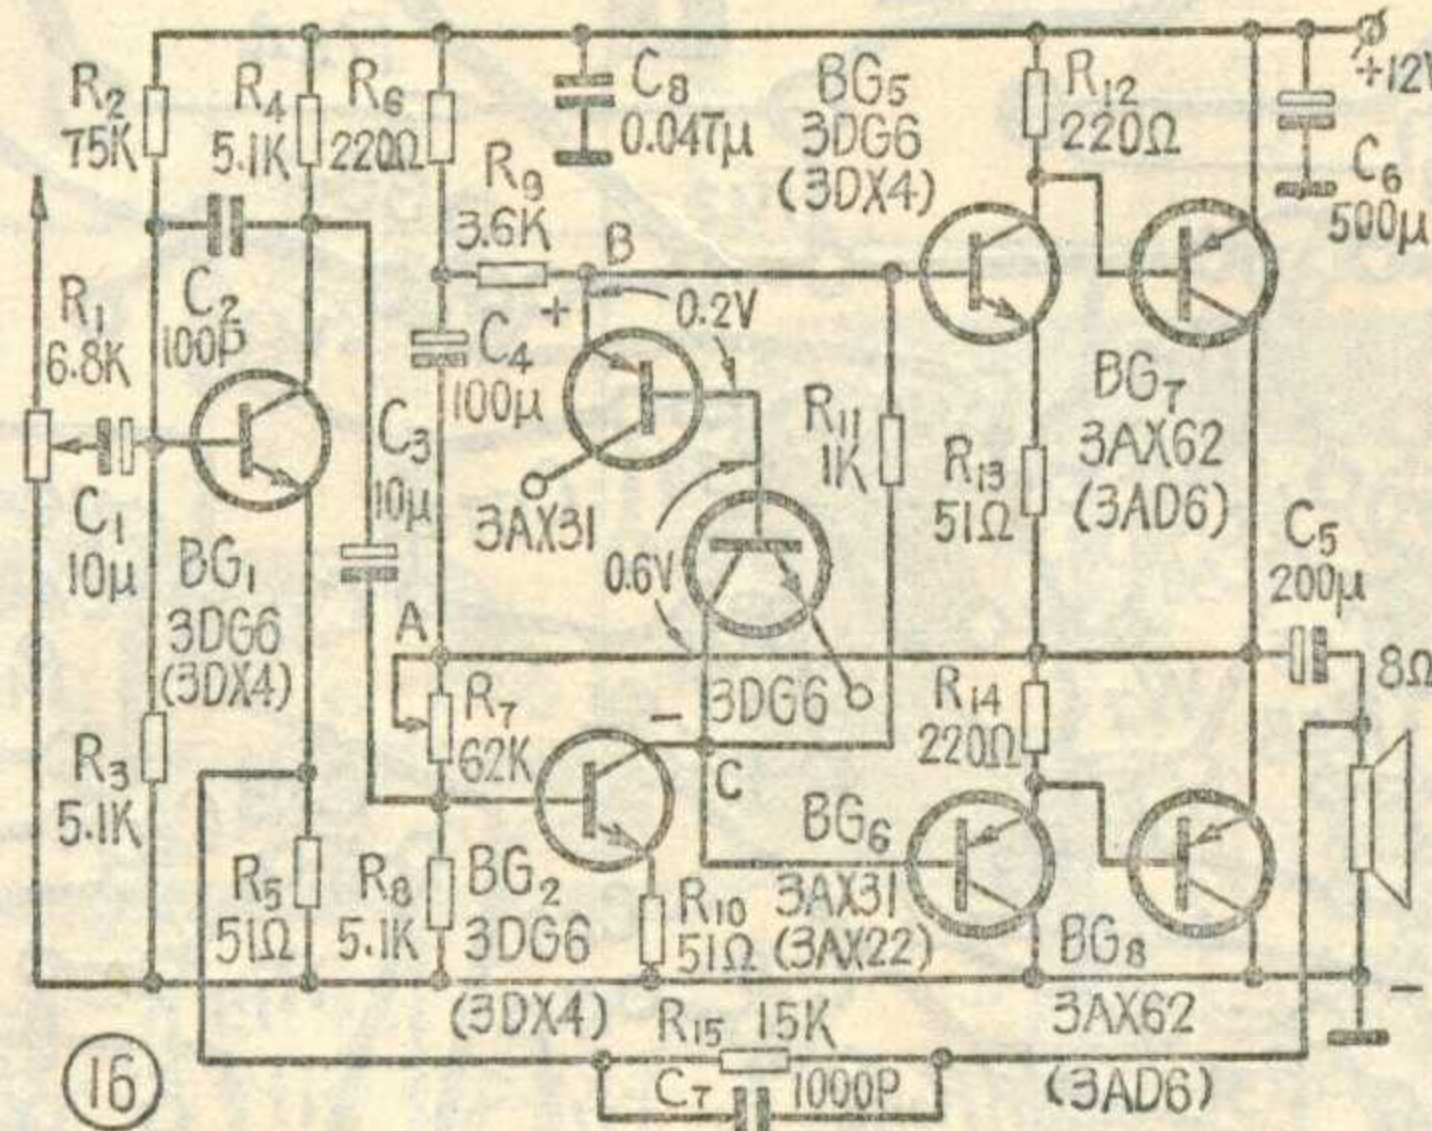 R2
75K
R4
5.1K
R6
220Ω
C8
0.047μ
BG5
3DG6
(3DX4)
R12
220Ω
+12V
C6
500μ
R9
3.6K
B
+
0.2V
R1
6.8K
C2
100P
C4
100μ
C3
10μ
3AX31
R11
1K
R13
51Ω
BG7
3AX62
(3AD6)
C1
10μ
BG1
3DG6
(3DX4)
0.6V
C5
200μ
8Ω
A
R7
62K
-
3DG6
R14
220Ω
R3
5.1K
C
R5
51Ω
R8
5.1K
BG2
3DG6
(3DX4)
R10
51Ω
BG6
3AX31
(3AX22)
BG8
3AX62
(3AD6)
-
R15 15K
C7 1000P
16